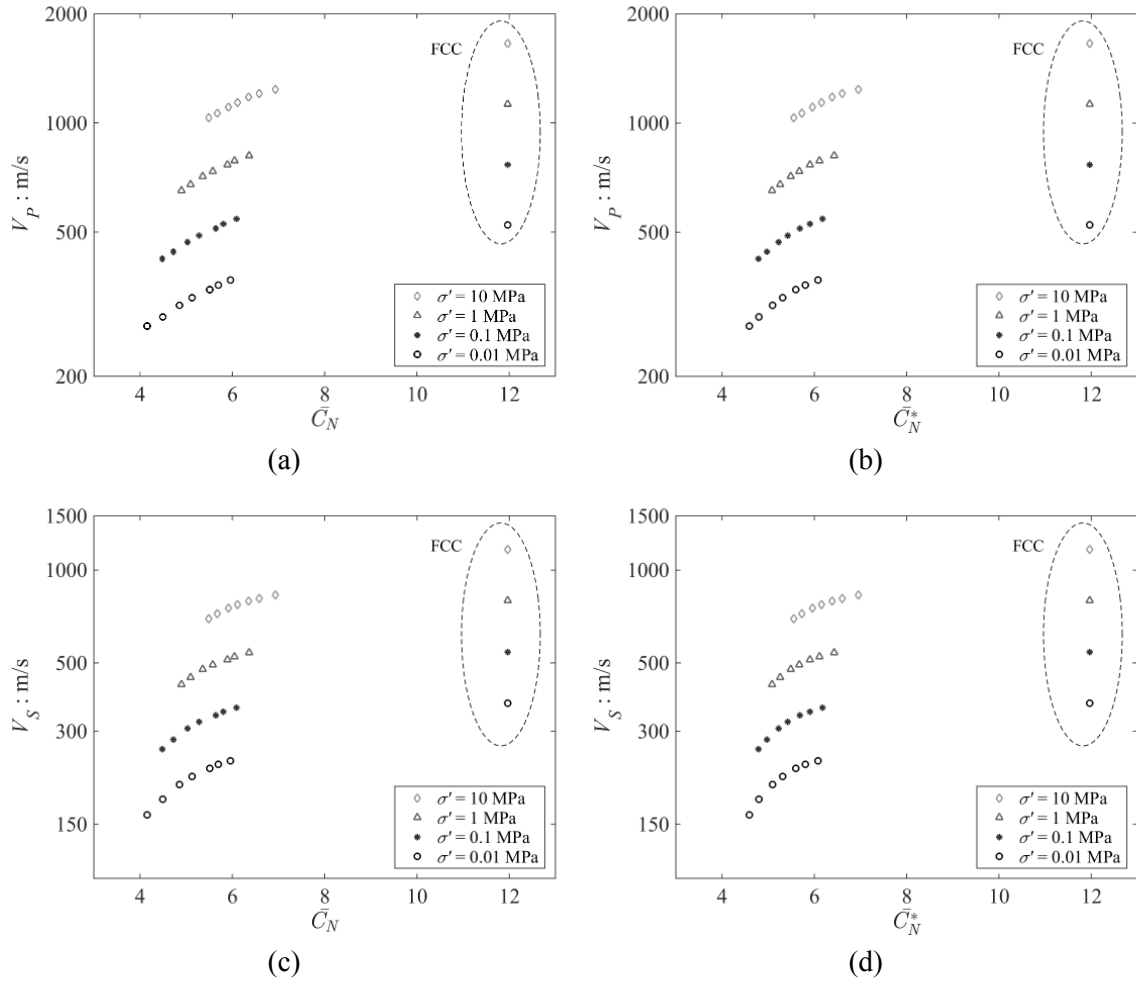 2000
1000
500
200
V_P : m/s
FCC
σ′ = 10 MPa
σ′ = 1 MPa
σ′ = 0.1 MPa
σ′ = 0.01 MPa
4 6 8 10 12
C̄_N
(a)
2000
1000
500
200
V_P : m/s
FCC
σ′ = 10 MPa
σ′ = 1 MPa
σ′ = 0.1 MPa
σ′ = 0.01 MPa
4 6 8 10 12
C̄*_N
(b)
1500
1000
500
300
150
V_S : m/s
FCC
σ′ = 10 MPa
σ′ = 1 MPa
σ′ = 0.1 MPa
σ′ = 0.01 MPa
4 6 8 10 12
C̄_N
(c)
1500
1000
500
300
150
V_S : m/s
FCC
σ′ = 10 MPa
σ′ = 1 MPa
σ′ = 0.1 MPa
σ′ = 0.01 MPa
4 6 8 10 12
C̄*_N
(d)